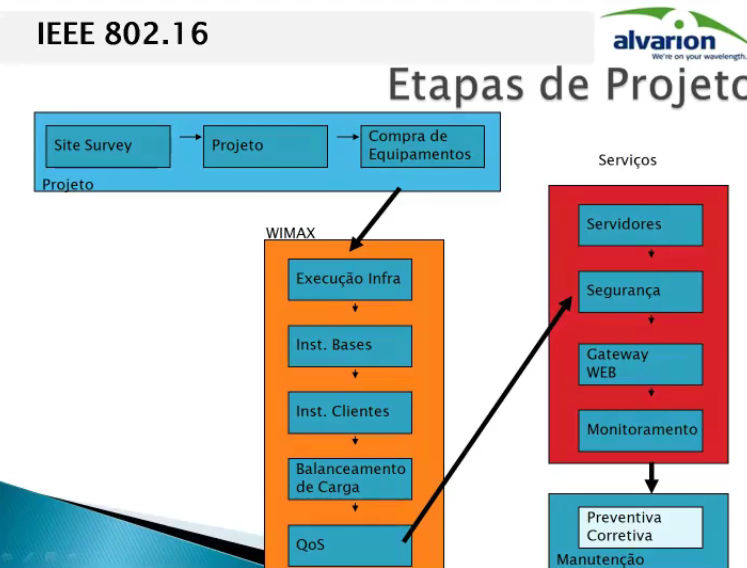 IEEE 802.16
alvarion
We're on your wavelength.
Etapas de Projeto
Site Survey
Projeto
Compra de
Equipamentos
Projeto
WIMAX
Execução Infra
Inst. Bases
Inst. Clientes
Balanceamento
de Carga
QoS
Serviços
Servidores
Segurança
Gateway
WEB
Monitoramento
Preventiva
Corretiva
Manutenção